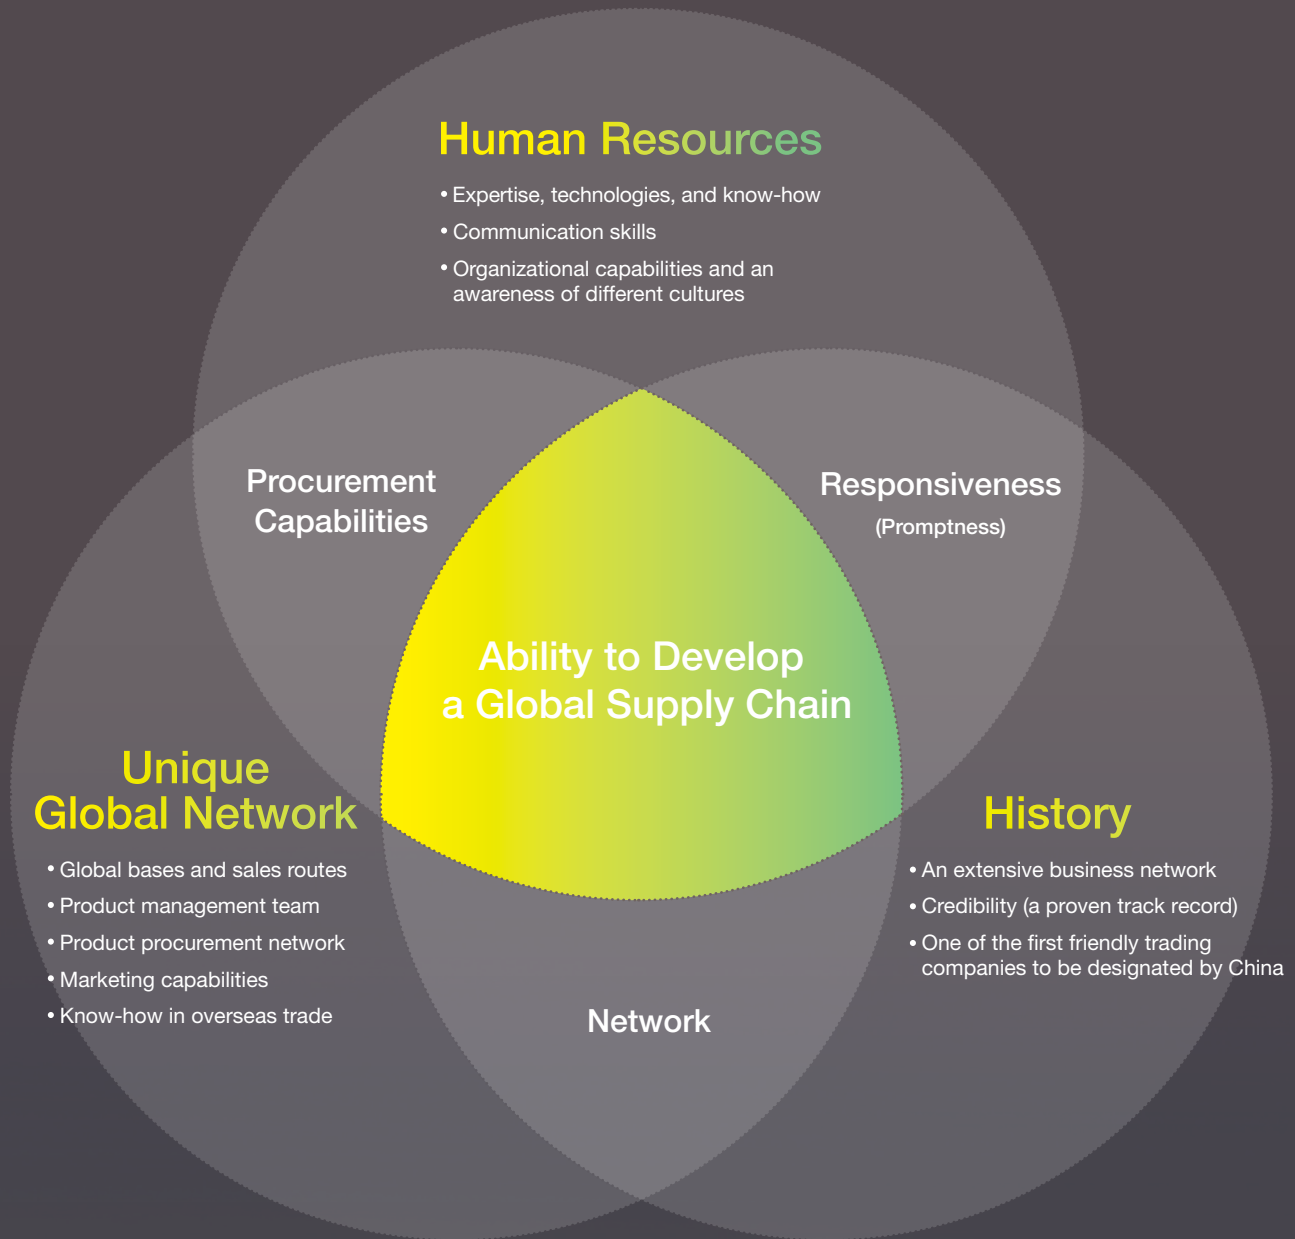 Human Resources
• Expertise, technologies, and know-how
• Communication skills
• Organizational capabilities and an
awareness of different cultures
Procurement
Capabilities
Responsiveness
(Promptness)
Ability to Develop
a Global Supply Chain
Unique
Global Network
• Global bases and sales routes
• Product management team
• Product procurement network
• Marketing capabilities
• Know-how in overseas trade
History
• An extensive business network
• Credibility (a proven track record)
• One of the first friendly trading
companies to be designated by China
Network